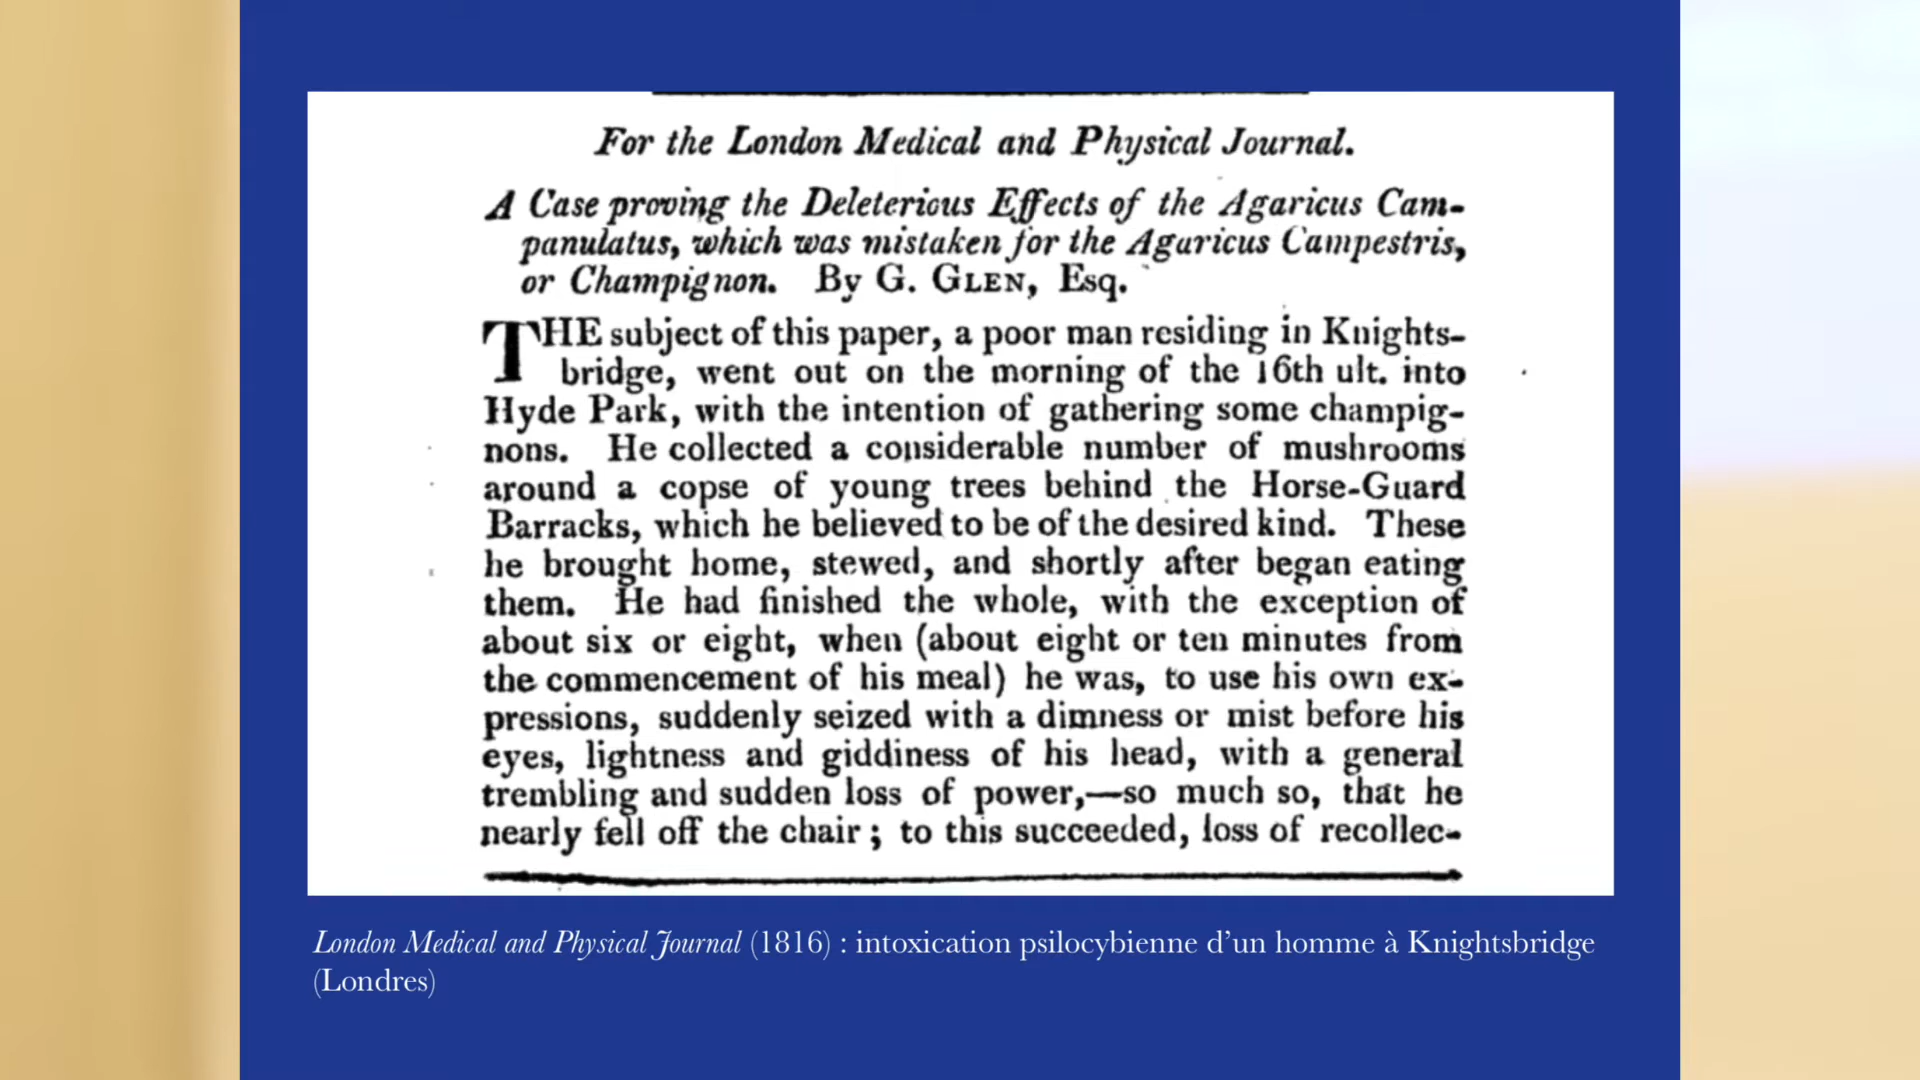 For the London Medical and Physical Journal.
A Case proving the Deleterious Effects of the Agaricus Cam-
panulatus, which was mistaken for the Agaricus Campestris,
or Champignon. By G. GLEN, Esq.
THE subject of this paper, a poor man residing in Knights-
bridge, went out on the morning of the 16th ult. into
Hyde Park, with the intention of gathering some champig-
nons. He collected a considerable number of mushrooms
around a copse of young trees behind the Horse-Guard
Barracks, which he believed to be of the desired kind. These
he brought home, stewed, and shortly after began eating
them. He had finished the whole, with the exception of
about six or eight, when (about eight or ten minutes from
the commencement of his meal) he was, to use his own ex-
pressions, suddenly seized with a dimness or mist before his
eyes, lightness and giddiness of his head, with a general
trembling and sudden loss of power,—so much so, that he
nearly fell off the chair; to this succeeded, loss of recollec-
London Medical and Physical Journal (1816) : intoxication psilocybienne d’un homme à Knightsbridge
(Londres)